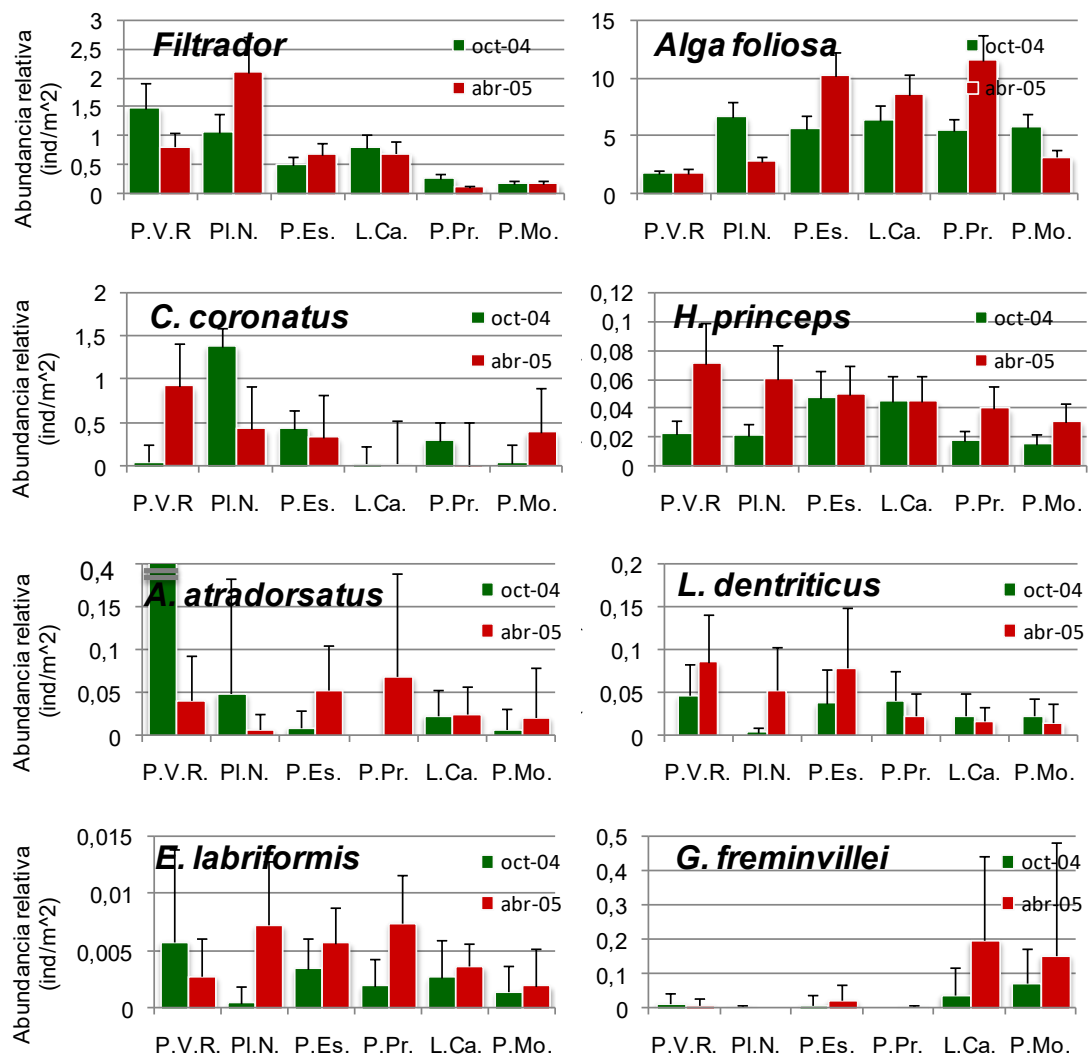 Filtrador
oct-04
abr-05
Abundancia relativa
(ind/m^2)
3
2,5
2
1,5
1
0,5
0
P.V.R Pl.N. P.Es. L.Ca. P.Pr. P.Mo.
Alga foliosa
oct-04
abr-05
15
10
5
0
P.V.R Pl.N. P.Es. L.Ca. P.Pr. P.Mo.
C. coronatus
oct-04
abr-05
Abundancia relativa
(ind/m^2)
2
1,5
1
0,5
0
P.V.R Pl.N. P.Es. L.Ca. P.Pr. P.Mo.
H. princeps
oct-04
abr-05
0,12
0,1
0,08
0,06
0,04
0,02
0
P.V.R Pl.N. P.Es. L.Ca. P.Pr. P.Mo.
A. atradorsatus
oct-04
abr-05
Abundancia relativa
(ind/m^2)
0,4
0,15
0,1
0,05
0
P.V.R. Pl.N. P.Es. P.Pr. L.Ca. P.Mo.
L. dentriticus
oct-04
abr-05
0,2
0,15
0,1
0,05
0
P.V.R. Pl.N. P.Es. P.Pr. L.Ca. P.Mo.
E. labriformis
oct-04
abr-05
Abundancia relativa
(ind/m^2)
0,015
0,01
0,005
0
P.V.R. Pl.N. P.Es. P.Pr. L.Ca. P.Mo.
G. freminvillei
oct-04
abr-05
0,5
0,4
0,3
0,2
0,1
0
P.V.R. Pl.N. P.Es. P.Pr. L.Ca. P.Mo.